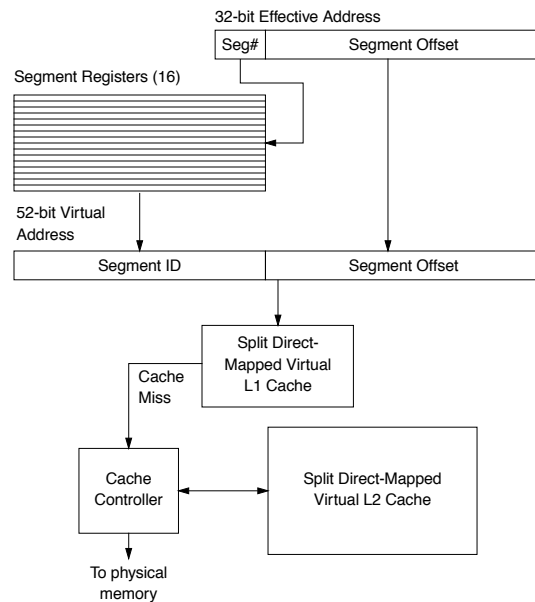 32-bit Effective Address
Seg#
Segment Offset
Segment Registers (16)
52-bit Virtual
Address
Segment ID
Segment Offset
Split Direct-
Mapped Virtual
L1 Cache
Cache
Miss
Cache
Controller
Split Direct-Mapped
Virtual L2 Cache
To physical
memory